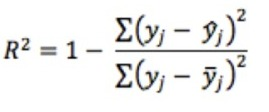 R² = 1 − Σ(yⱼ − ŷⱼ)² / Σ(yⱼ − ȳⱼ)²